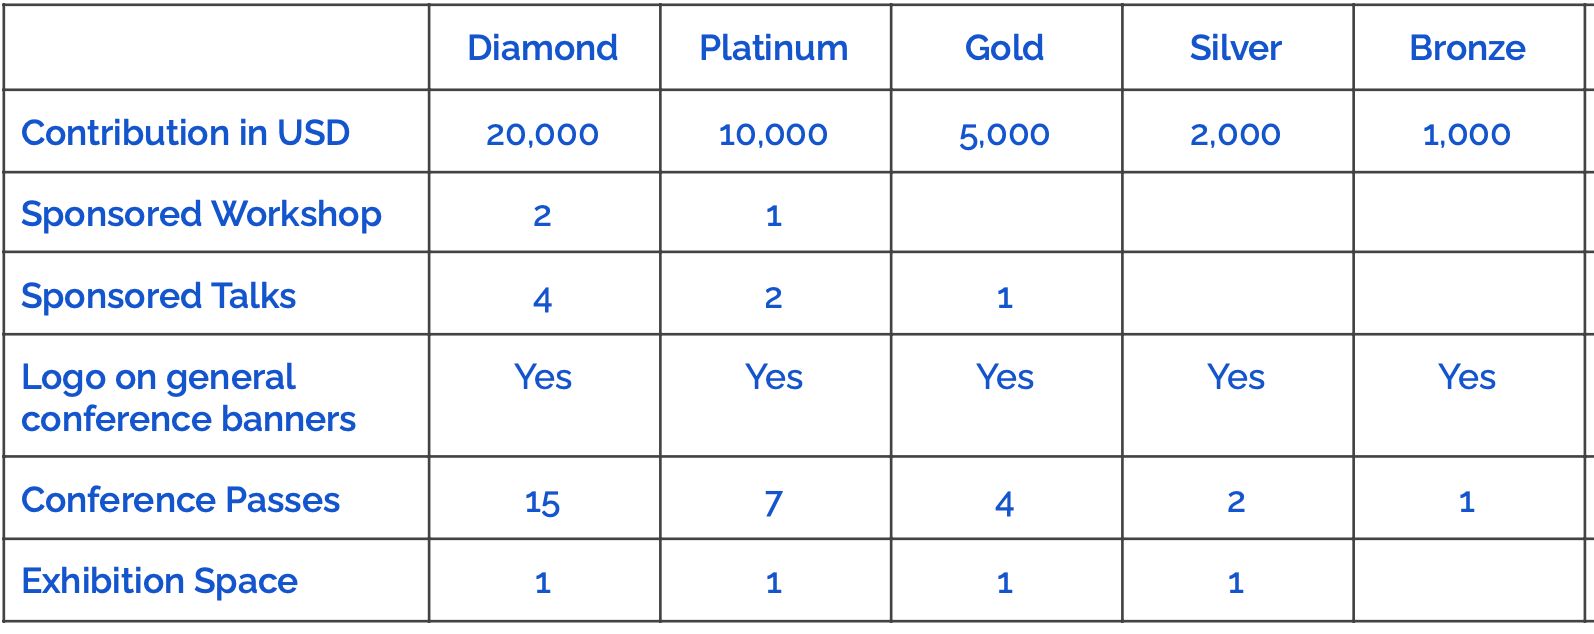 Diamond Platinum Gold Silver Bronze
Contribution in USD 20,000 10,000 5,000 2,000 1,000
Sponsored Workshop 2 1
Sponsored Talks 4 2 1
Logo on general Yes Yes Yes Yes Yes
conference banners
Conference Passes 15 7 4 2 1
Exhibition Space 1 1 1 1